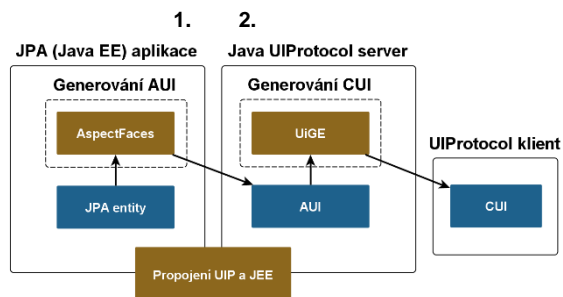 1. 2.
JPA (Java EE) aplikace Java UIProtocol server
Generování AUI Generování CUI
AspectFaces UiGE
UIProtocol klient
JPA entity AUI CUI
Propojení UIP a JEE